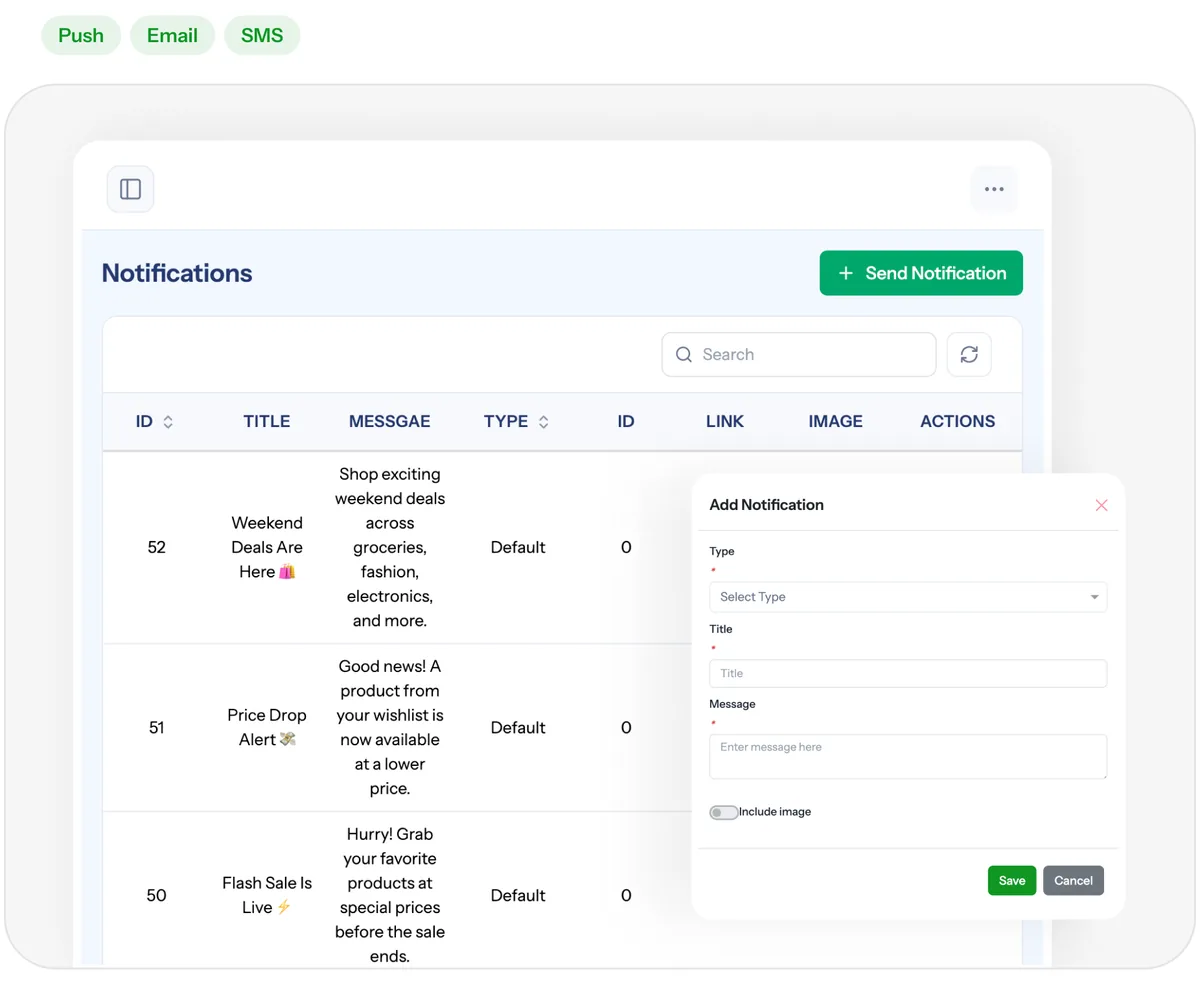 Push Email SMS
Notifications
+ Send Notification
Search
ID TITLE MESSGAE TYPE ID LINK IMAGE ACTIONS
52
Weekend
Deals Are
Here 🛍️
Shop exciting
weekend deals
across
groceries,
fashion,
electronics,
and more.
Default
0
51
Price Drop
Alert 💸
Good news! A
product from
your wishlist is
now available
at a lower
price.
Default
0
50
Flash Sale Is
Live ⚡
Hurry! Grab
your favorite
products at
special prices
before the sale
ends.
Default
0
Add Notification
Type
*
Select Type
Title
*
Title
Message
*
Enter message here
Include image
Save Cancel